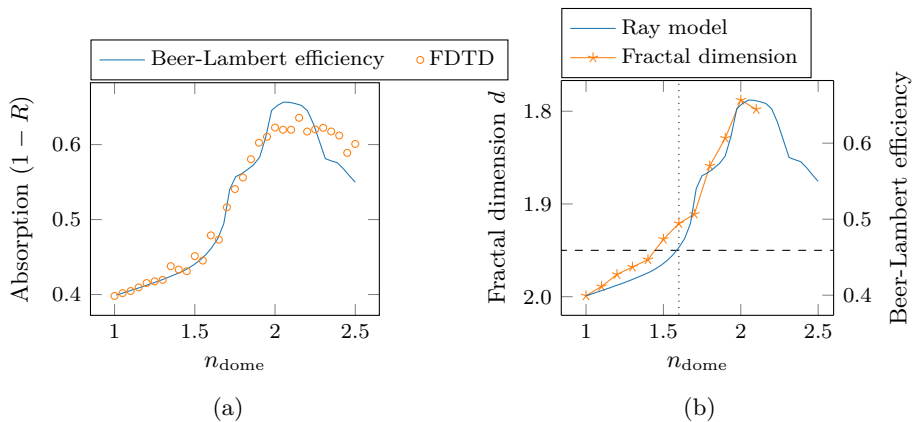 Beer-Lambert efficiency FDTD
Absorption (1 − R)
0.6
0.5
0.4
1 1.5 2 2.5
n_dome
(a)
Ray model
Fractal dimension
Fractal dimension d
1.8
1.9
2.0
0.6
0.5
0.4
Beer-Lambert efficiency
1 1.5 2 2.5
n_dome
(b)